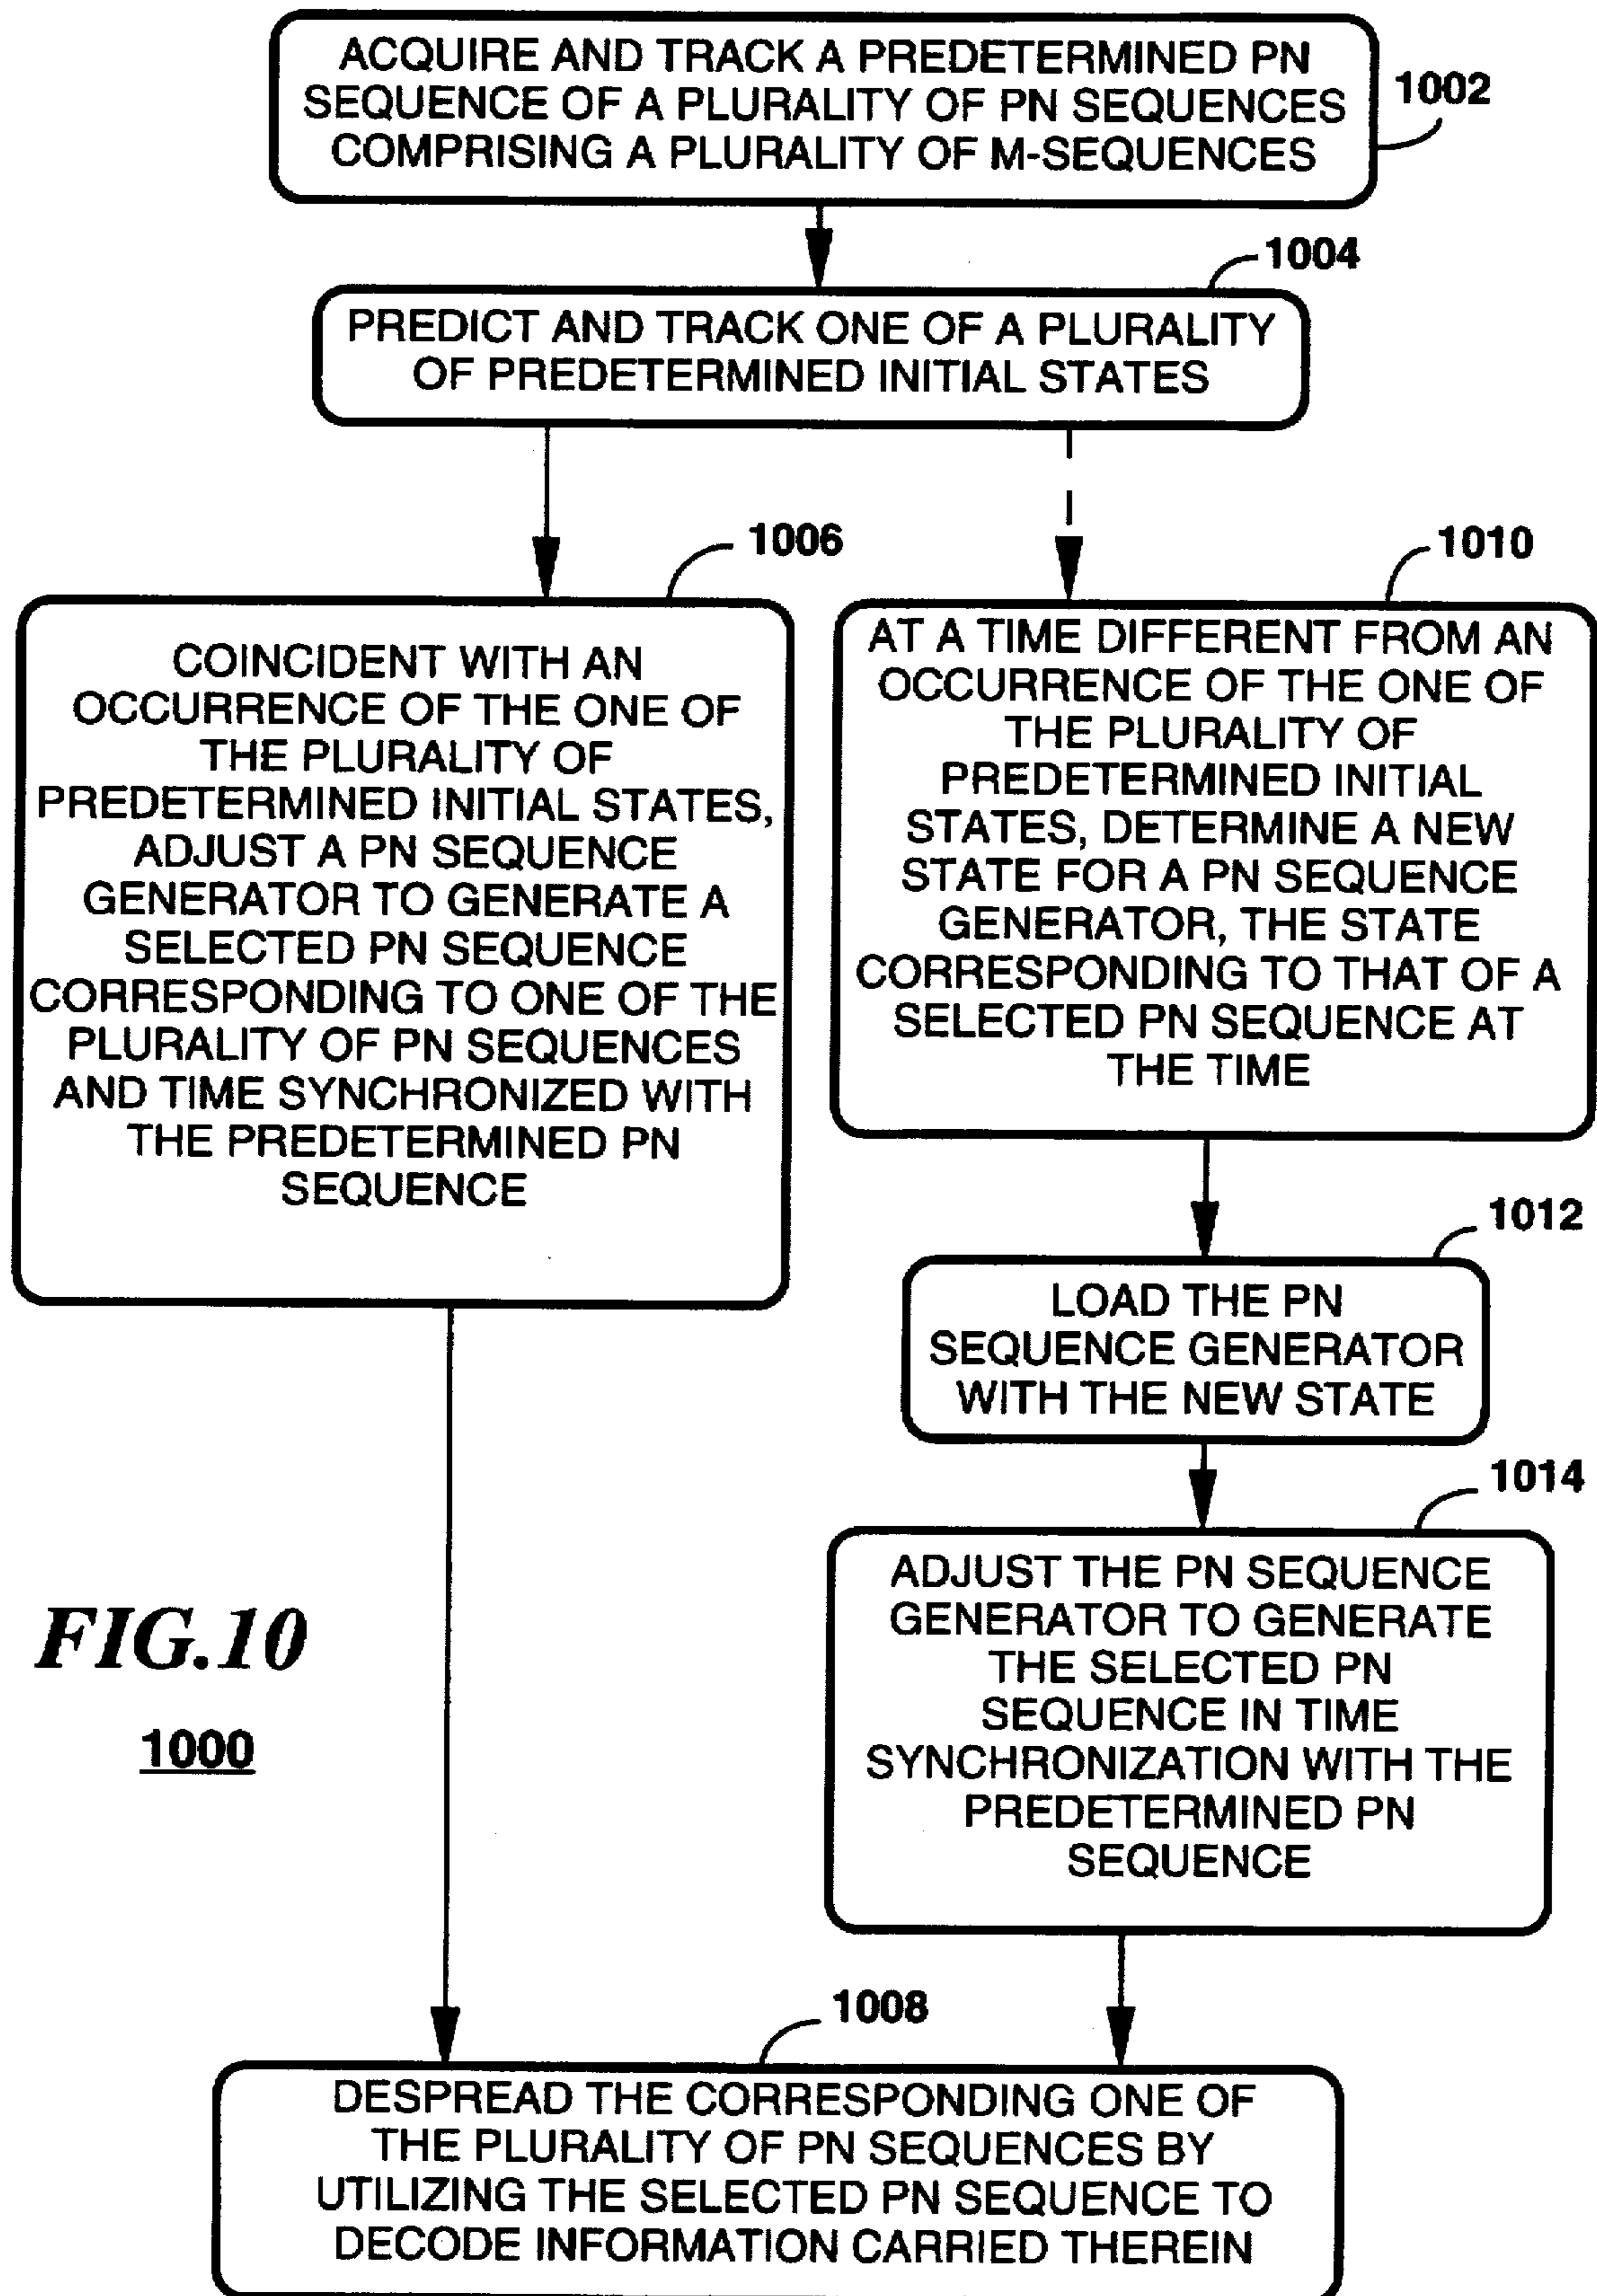 ACQUIRE AND TRACK A PREDETERMINED PN
SEQUENCE OF A PLURALITY OF PN SEQUENCES
COMPRISING A PLURALITY OF M-SEQUENCES
1002
1004
PREDICT AND TRACK ONE OF A PLURALITY
OF PREDETERMINED INITIAL STATES
1006
COINCIDENT WITH AN
OCCURRENCE OF THE ONE OF
THE PLURALITY OF
PREDETERMINED INITIAL STATES,
ADJUST A PN SEQUENCE
GENERATOR TO GENERATE A
SELECTED PN SEQUENCE
CORRESPONDING TO ONE OF THE
PLURALITY OF PN SEQUENCES
AND TIME SYNCHRONIZED WITH
THE PREDETERMINED PN
SEQUENCE
1010
AT A TIME DIFFERENT FROM AN
OCCURRENCE OF THE ONE OF
THE PLURALITY OF
PREDETERMINED INITIAL
STATES, DETERMINE A NEW
STATE FOR A PN SEQUENCE
GENERATOR, THE STATE
CORRESPONDING TO THAT OF A
SELECTED PN SEQUENCE AT
THE TIME
1012
LOAD THE PN
SEQUENCE GENERATOR
WITH THE NEW STATE
1014
ADJUST THE PN SEQUENCE
GENERATOR TO GENERATE
THE SELECTED PN
SEQUENCE IN TIME
SYNCHRONIZATION WITH THE
PREDETERMINED PN
SEQUENCE
FIG.10
1000
1008
DESPREAD THE CORRESPONDING ONE OF
THE PLURALITY OF PN SEQUENCES BY
UTILIZING THE SELECTED PN SEQUENCE TO
DECODE INFORMATION CARRIED THEREIN